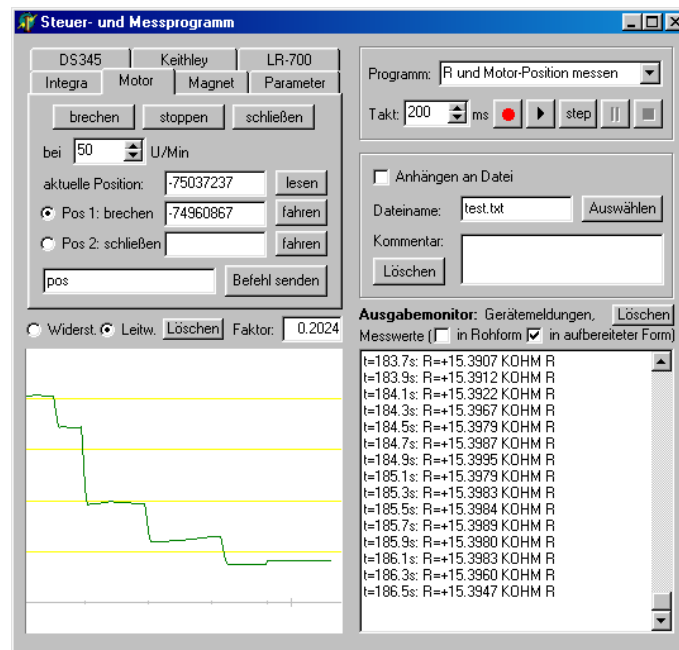 Steuer- und Messprogramm
DS345 Keithley LR-700
Integra Motor Magnet Parameter
brechen stoppen schließen
bei 50 U/Min
aktuelle Position: -75037237 lesen
Pos 1: brechen -74960867 fahren
Pos 2: schließen fahren
pos Befehl senden
Widerst. Leitw. Löschen Faktor: 0.2024
Programm: R und Motor-Position messen
Takt: 200 ms step
Anhängen an Datei
Dateiname: test.txt Auswählen
Kommentar:
Löschen
Ausgabemonitor: Gerätemeldungen, Löschen
Messwerte ( in Rohform in aufbereiteter Form)
t=183.7s: R=+15.3907 KOHM R
t=183.9s: R=+15.3912 KOHM R
t=184.1s: R=+15.3922 KOHM R
t=184.3s: R=+15.3967 KOHM R
t=184.5s: R=+15.3979 KOHM R
t=184.7s: R=+15.3987 KOHM R
t=184.9s: R=+15.3995 KOHM R
t=185.1s: R=+15.3979 KOHM R
t=185.3s: R=+15.3983 KOHM R
t=185.5s: R=+15.3984 KOHM R
t=185.7s: R=+15.3989 KOHM R
t=185.9s: R=+15.3980 KOHM R
t=186.1s: R=+15.3983 KOHM R
t=186.3s: R=+15.3960 KOHM R
t=186.5s: R=+15.3947 KOHM R